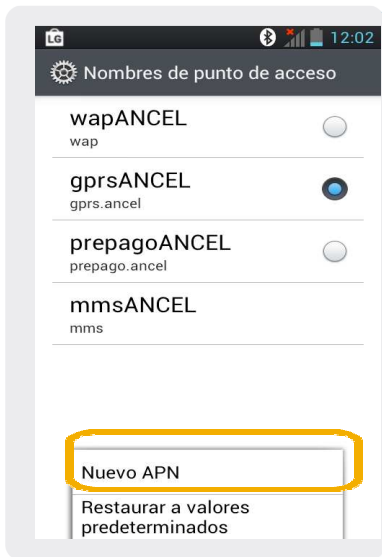 LG
12:02
Nombres de punto de acceso
wapANCEL
wap
gprsANCEL
gprs.ancel
prepagoANCEL
prepago.ancel
mmsANCEL
mms
Nuevo APN
Restaurar a valores
predeterminados